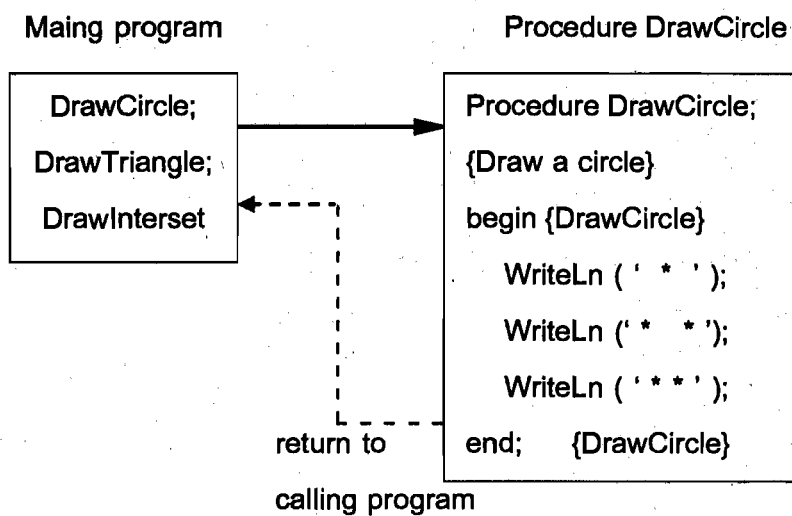 Maing program
Procedure DrawCircle
DrawCircle;
DrawTriangle;
DrawInterset
Procedure DrawCircle;
{Draw a circle}
begin {DrawCircle}
WriteLn ( ‘ * ’ );
WriteLn (‘ *   * ’);
WriteLn ( ‘ * * ’ );
end; {DrawCircle}
return to
calling program